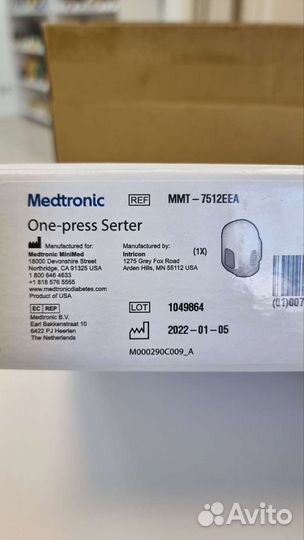 Medtronic
REF MMT-7512EEA
One-press Serter
Manufactured for:
Medtronic MiniMed
18000 Devonshire Street
Northridge, CA 91325 USA
1 800 646 4633
+1 818 576 5555
www.medtronicdiabetes.com
Product of USA
Manufactured by:
Intricon
1275 Grey Fox Road
Arden Hills, MN 55112 USA
(1X)
EC REP
Medtronic B.V.
Earl Bakkenstraat 10
6422 PJ Heerlen
The Netherlands
LOT 1049864
2022-01-05
M000290C009_A
(01)007
Avito